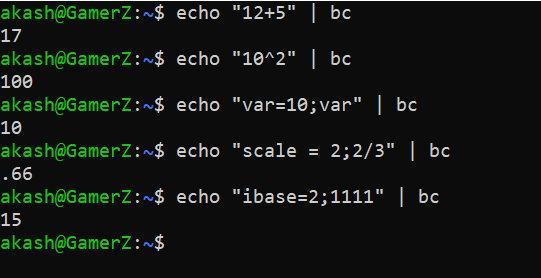 akash@GamerZ:~$ echo "12+5" | bc
17
akash@GamerZ:~$ echo "10^2" | bc
100
akash@GamerZ:~$ echo "var=10;var" | bc
10
akash@GamerZ:~$ echo "scale = 2;2/3" | bc
.66
akash@GamerZ:~$ echo "ibase=2;1111" | bc
15
akash@GamerZ:~$